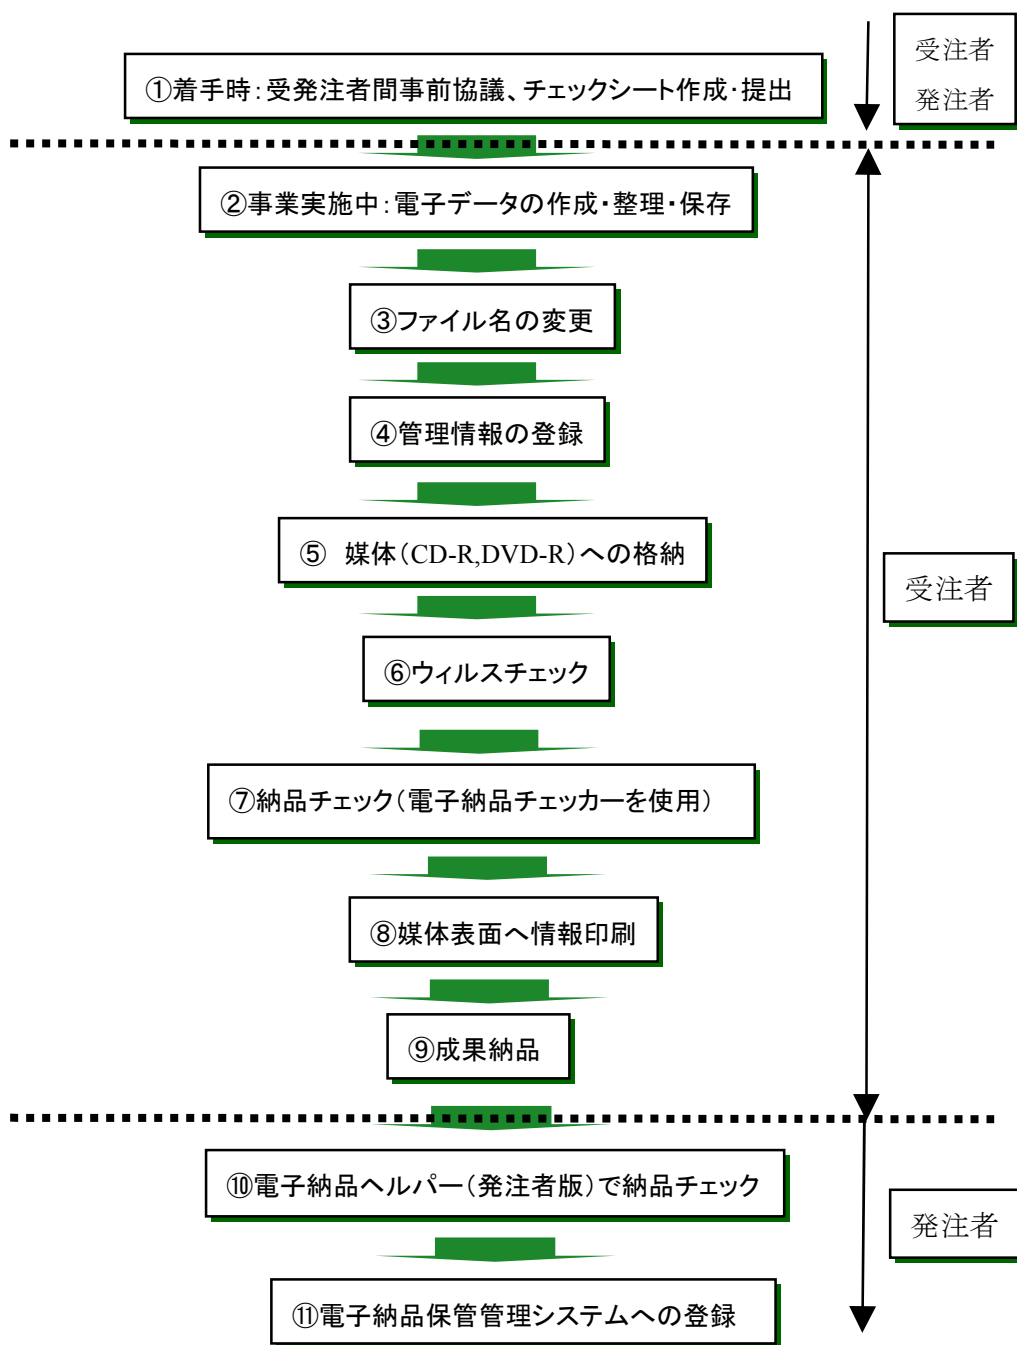 受注者
発注者
①着手時：受発注者間事前協議、チェックシート作成･提出
②事業実施中：電子データの作成･整理･保存
③ファイル名の変更
④管理情報の登録
⑤ 媒体（CD-R,DVD-R）への格納
受注者
⑥ウィルスチェック
⑦納品チェック（電子納品チェッカーを使用）
⑧媒体表面へ情報印刷
⑨成果納品
⑩電子納品ヘルパー（発注者版）で納品チェック
発注者
⑪電子納品保管管理システムへの登録